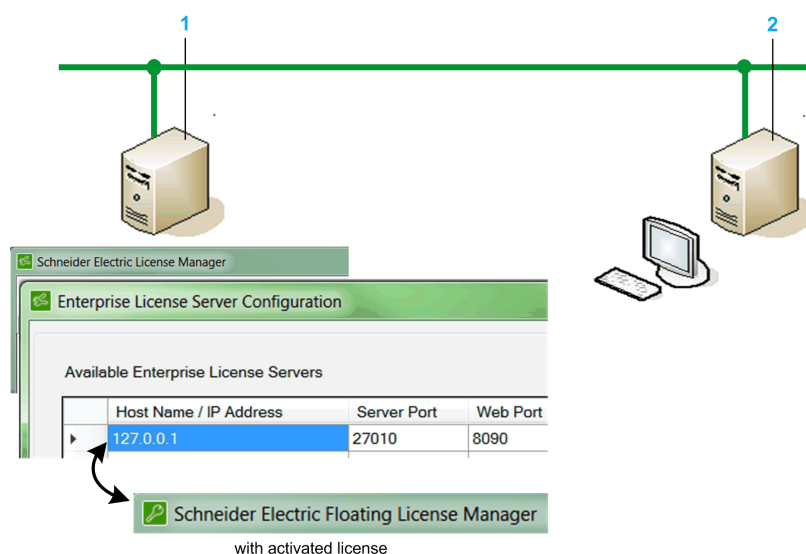 1
2
Schneider Electric License Manager
Enterprise License Server Configuration
Available Enterprise License Servers
Host Name / IP Address Server Port Web Port
127.0.0.1 27010 8090
Schneider Electric Floating License Manager
with activated license